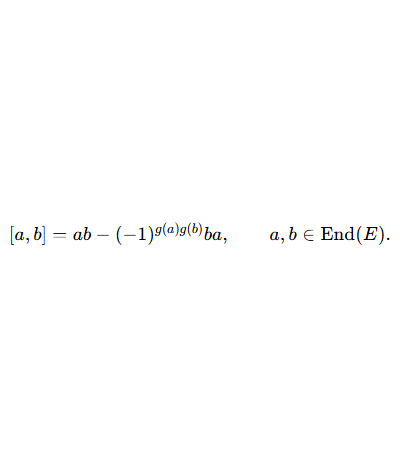 [a, b] = ab − (−1)^{g(a)g(b)} ba, a, b ∈ End(E).